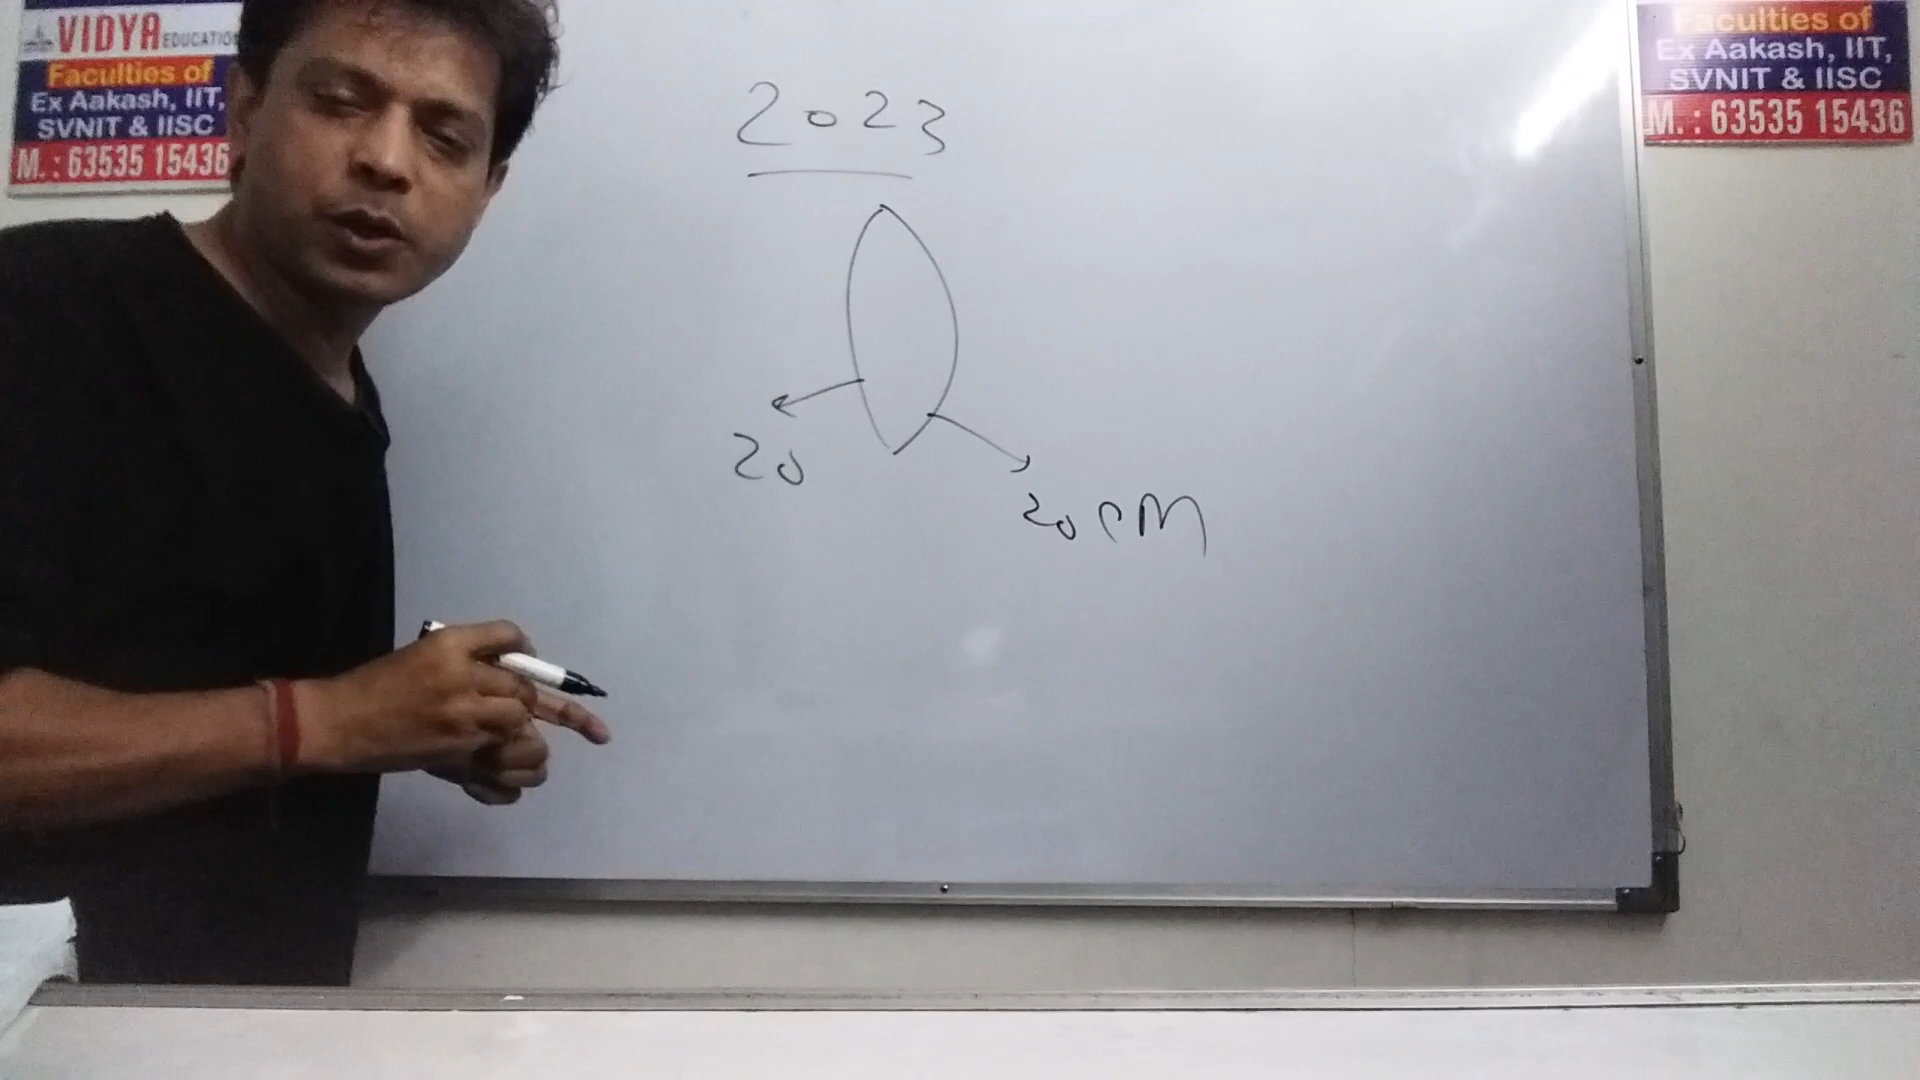 VIDYA EDUCATIO
Faculties of
Ex Aakash, IIT,
SVNIT & IISC
M. : 63535 15436
2023
20
20 CM
Faculties of
Ex Aakash, IIT,
SVNIT & IISC
M. : 63535 15436